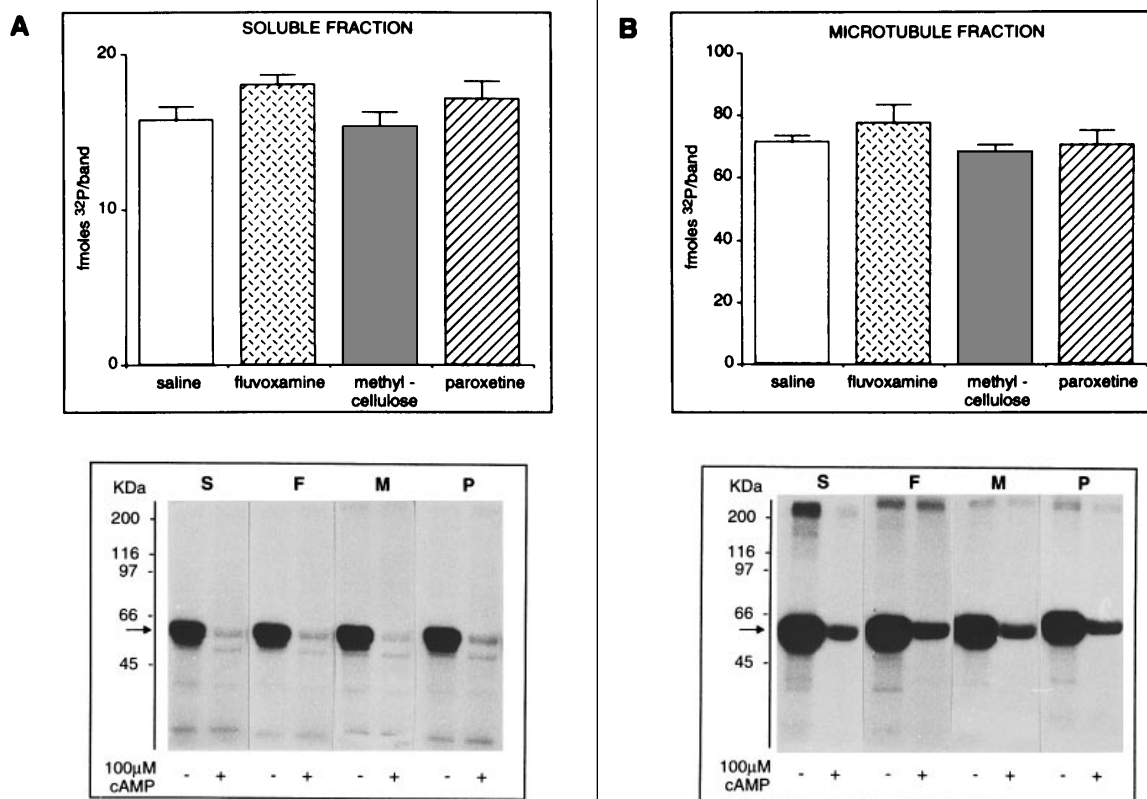 A
SOLUBLE FRACTION
20
10
0
fmoles ³²P/band
saline
fluvoxamine
methyl -
cellulose
paroxetine
KDa
S F M P
200
116
97
66
45
100µM
cAMP
- + - + - + - +
B
MICROTUBULE FRACTION
100
80
60
40
20
0
fmoles ³²P/band
saline
fluvoxamine
methyl -
cellulose
paroxetine
KDa
S F M P
200
116
97
66
45
100µM
cAMP
- + - + - + - +